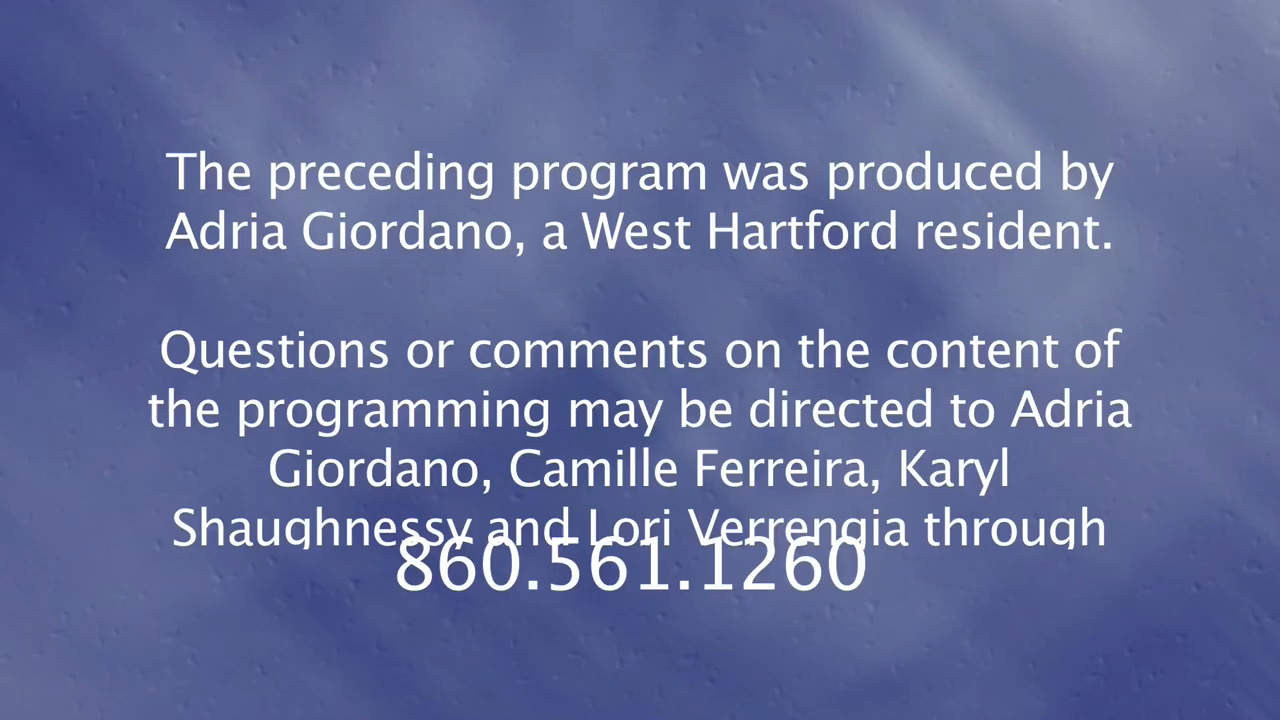 The preceding program was produced by
Adria Giordano, a West Hartford resident.
Questions or comments on the content of
the programming may be directed to Adria
Giordano, Camille Ferreira, Karyl
Shaughnessy and Lori Verrengia through
860.561.1260